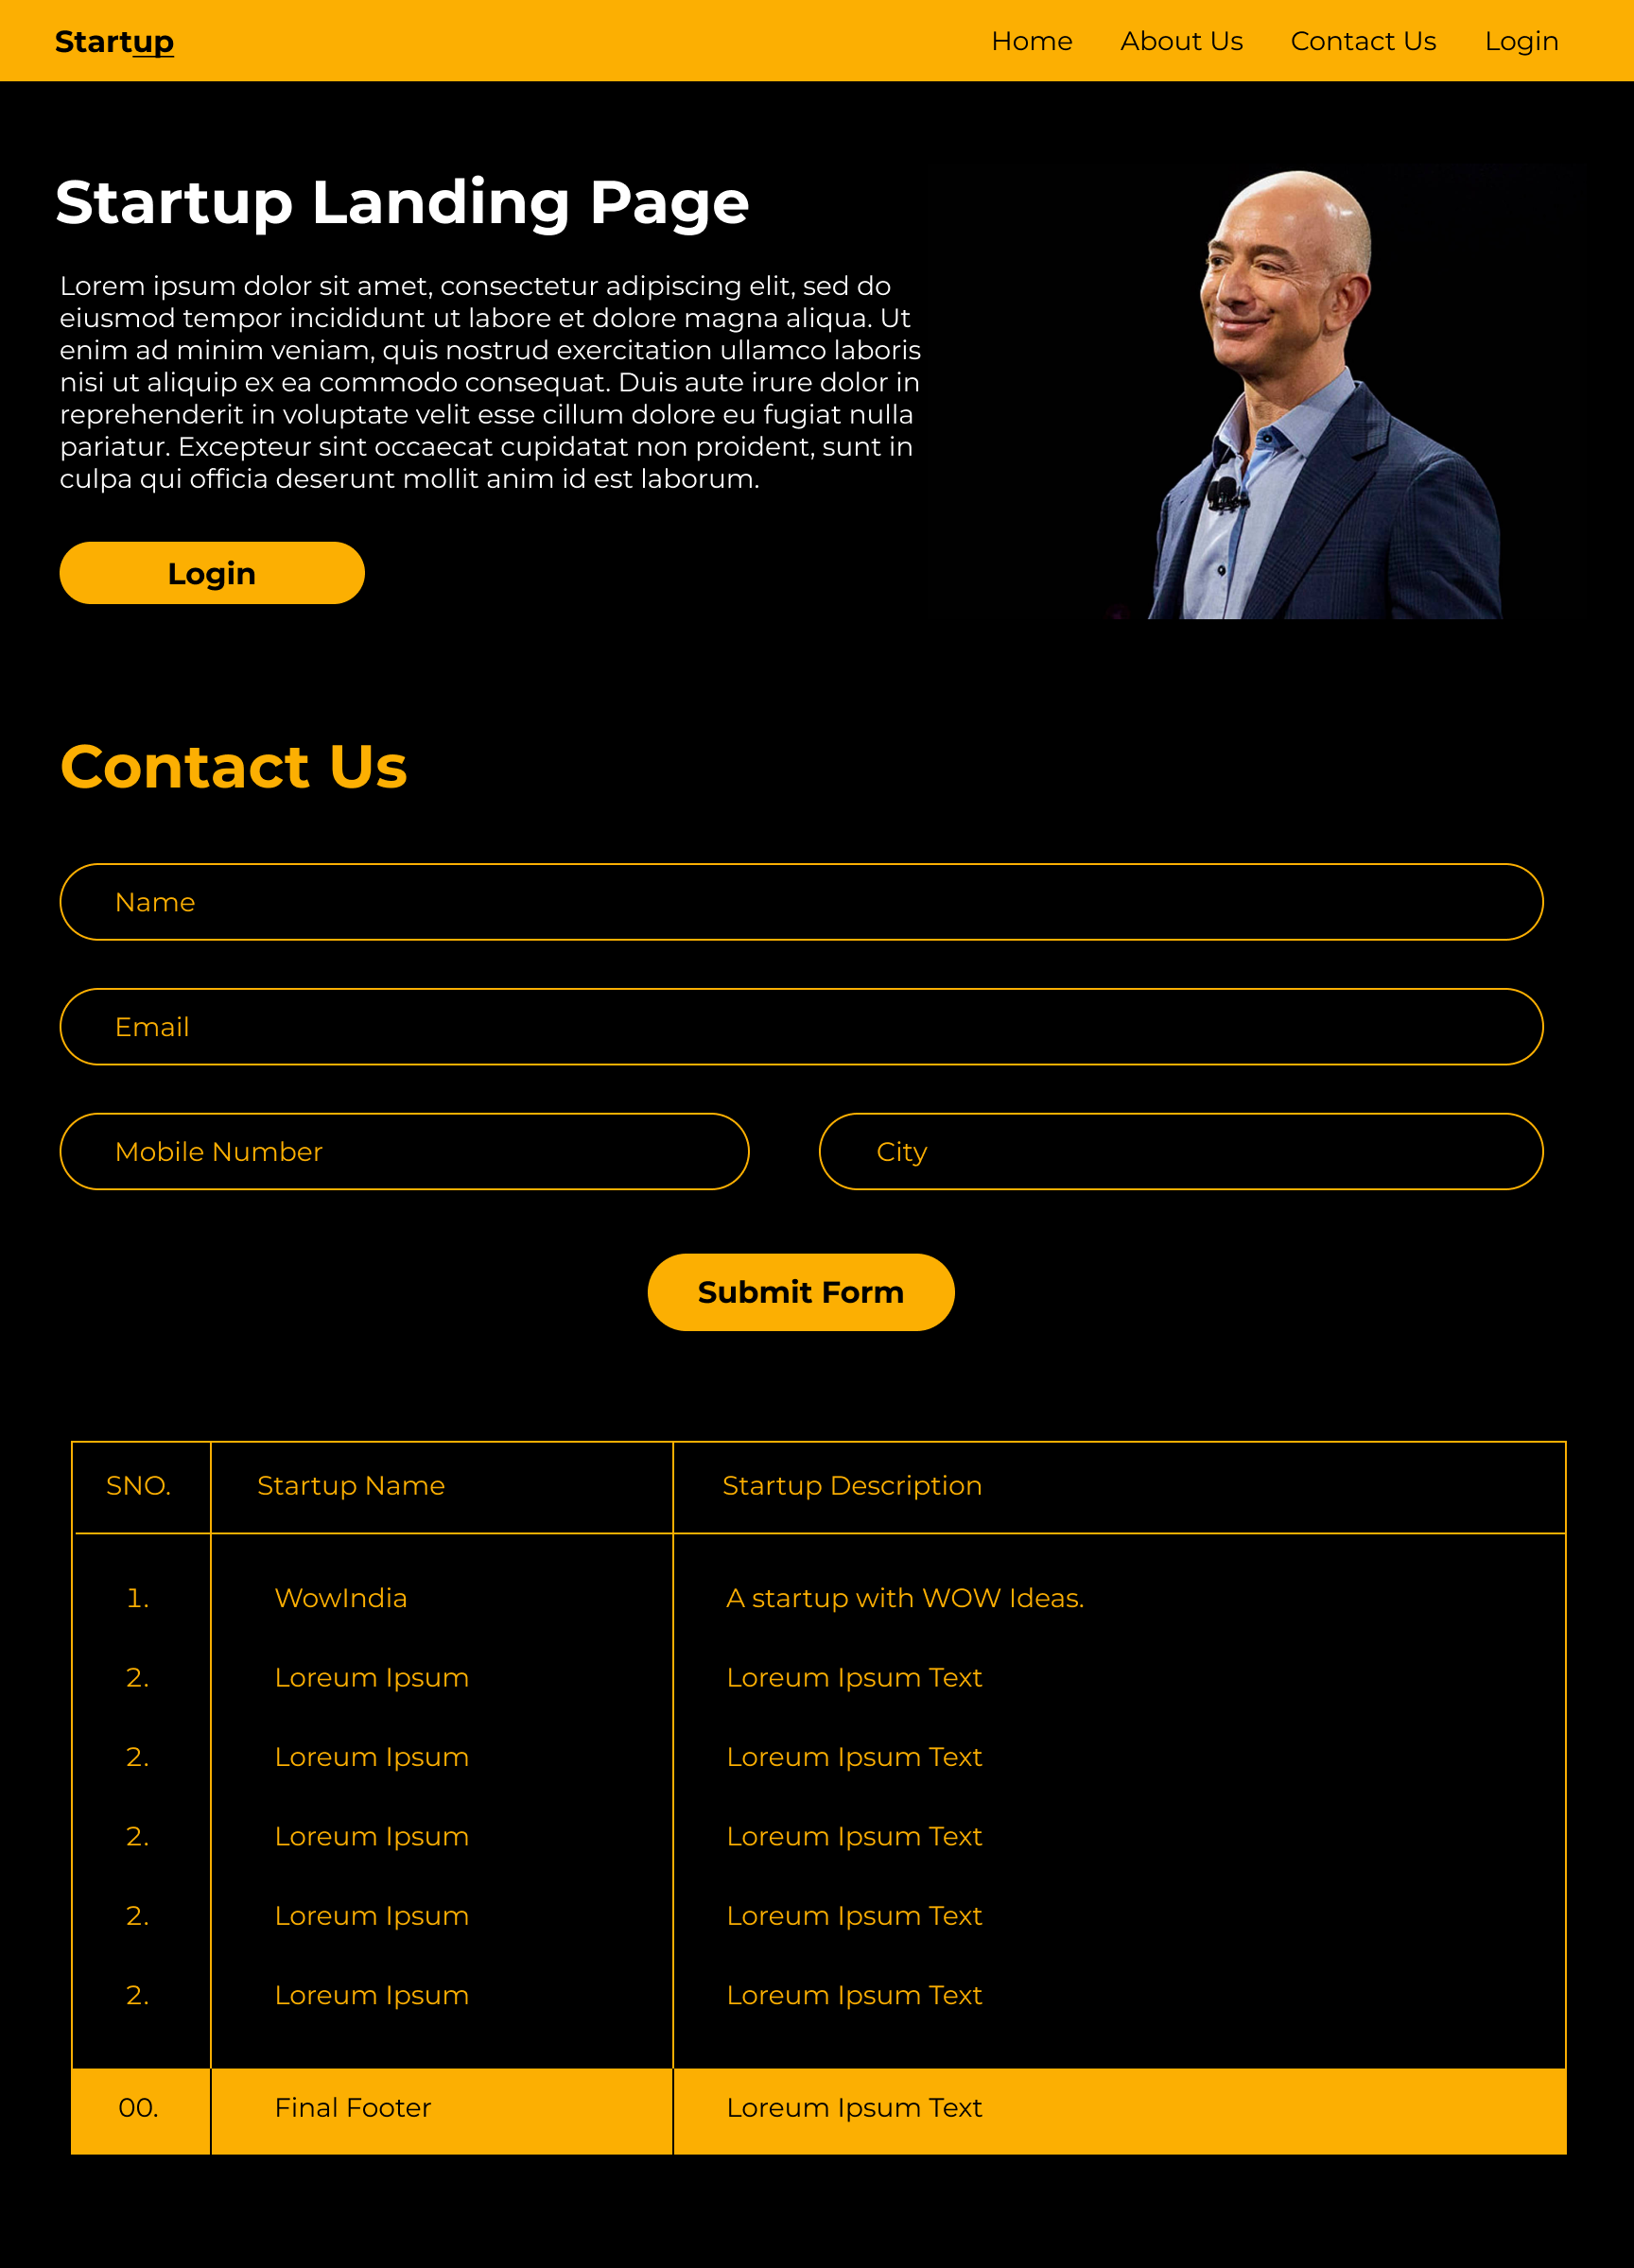 Startup Home About Us Contact Us Login
Startup Landing Page
Lorem ipsum dolor sit amet, consectetur adipiscing elit, sed do
eiusmod tempor incididunt ut labore et dolore magna aliqua. Ut
enim ad minim veniam, quis nostrud exercitation ullamco laboris
nisi ut aliquip ex ea commodo consequat. Duis aute irure dolor in
reprehenderit in voluptate velit esse cillum dolore eu fugiat nulla
pariatur. Excepteur sint occaecat cupidatat non proident, sunt in
culpa qui officia deserunt mollit anim id est laborum.
Login
Contact Us
Name
Email
Mobile Number City
Submit Form
SNO. Startup Name Startup Description
1. WowIndia A startup with WOW Ideas.
2. Loreum Ipsum Loreum Ipsum Text
2. Loreum Ipsum Loreum Ipsum Text
2. Loreum Ipsum Loreum Ipsum Text
2. Loreum Ipsum Loreum Ipsum Text
2. Loreum Ipsum Loreum Ipsum Text
00. Final Footer Loreum Ipsum Text